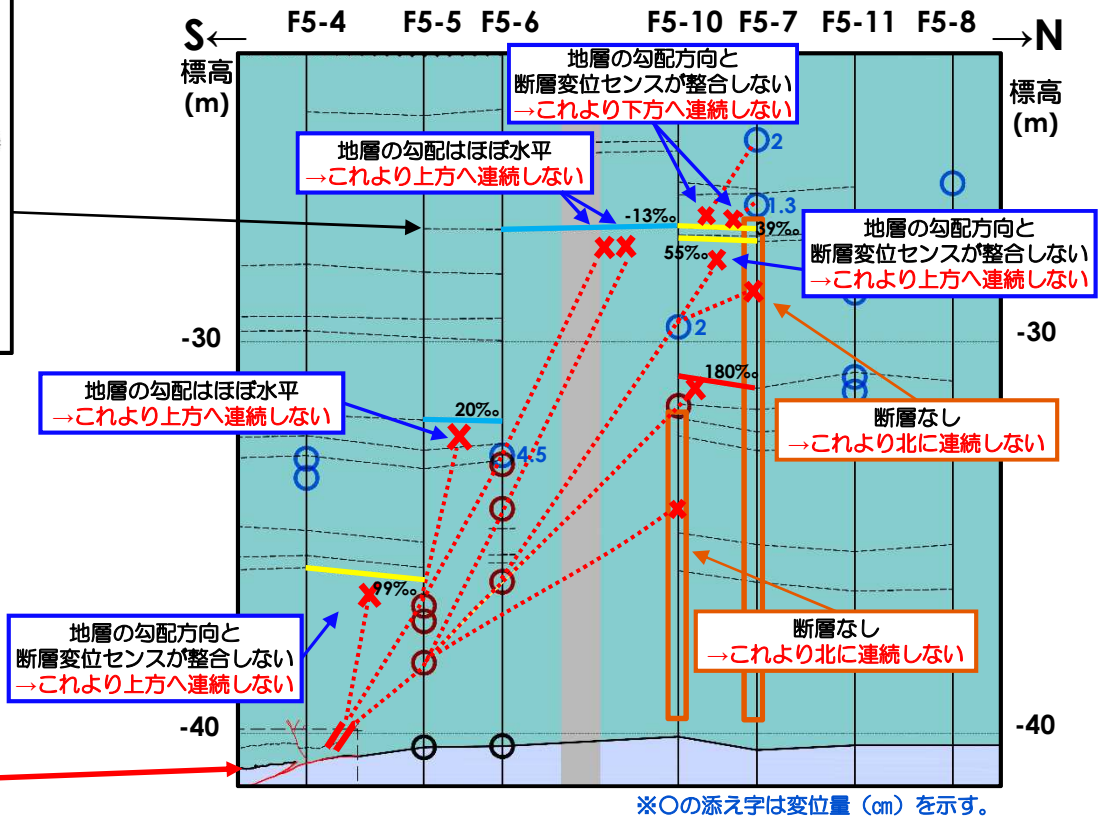 F5-4 F5-5 F5-6 F5-10 F5-7 F5-11 F5-8
S← →N
標高
(m)
標高
(m)
地層の勾配方向と
断層変位センスが整合しない
→これより下方へ連続しない
地層の勾配はほぼ水平
→これより上方へ連続しない
2
1.3
-13‰
39‰
55‰
地層の勾配方向と
断層変位センスが整合しない
→これより上方へ連続しない
-30
2
-30
180‰
地層の勾配はほぼ水平
→これより上方へ連続しない
20‰
断層なし
→これより北に連続しない
4.5
99‰
地層の勾配方向と
断層変位センスが整合しない
→これより上方へ連続しない
断層なし
→これより北に連続しない
-40
-40
※○の添え字は変位量（㎝）を示す。